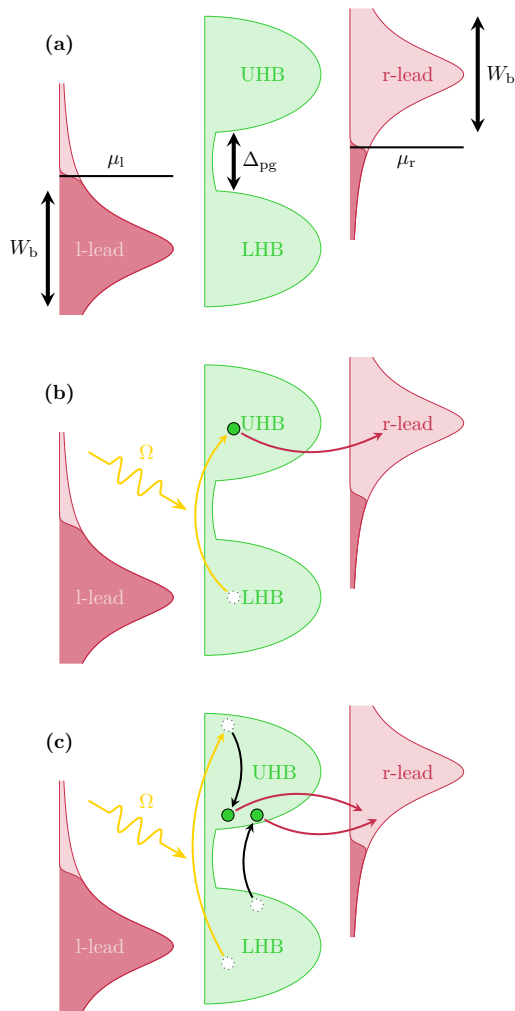 (a)
UHB
r-lead
W_b
μ_l
Δ_pg
μ_r
W_b
l-lead
LHB
(b)
Ω
UHB
r-lead
l-lead
LHB
(c)
Ω
UHB
r-lead
l-lead
LHB